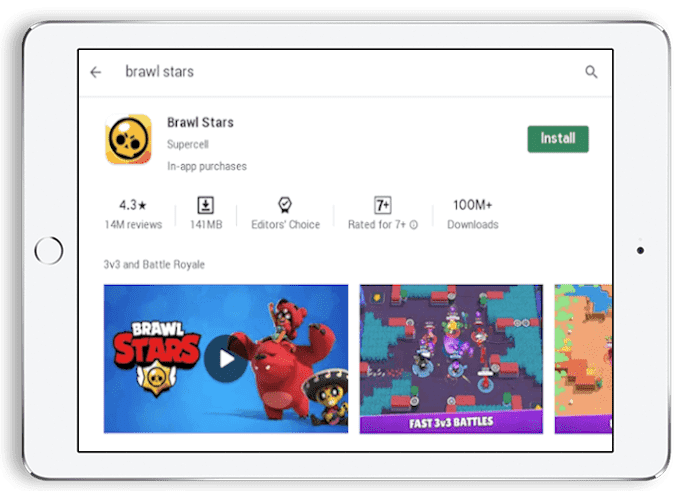 brawl stars
Brawl Stars
Supercell
In-app purchases
Install
4.3★
14M reviews
141MB
Editors' Choice
7+
Rated for 7+
100M+
Downloads
3v3 and Battle Royale
BRAWL
STARS
FAST 3v3 BATTLES